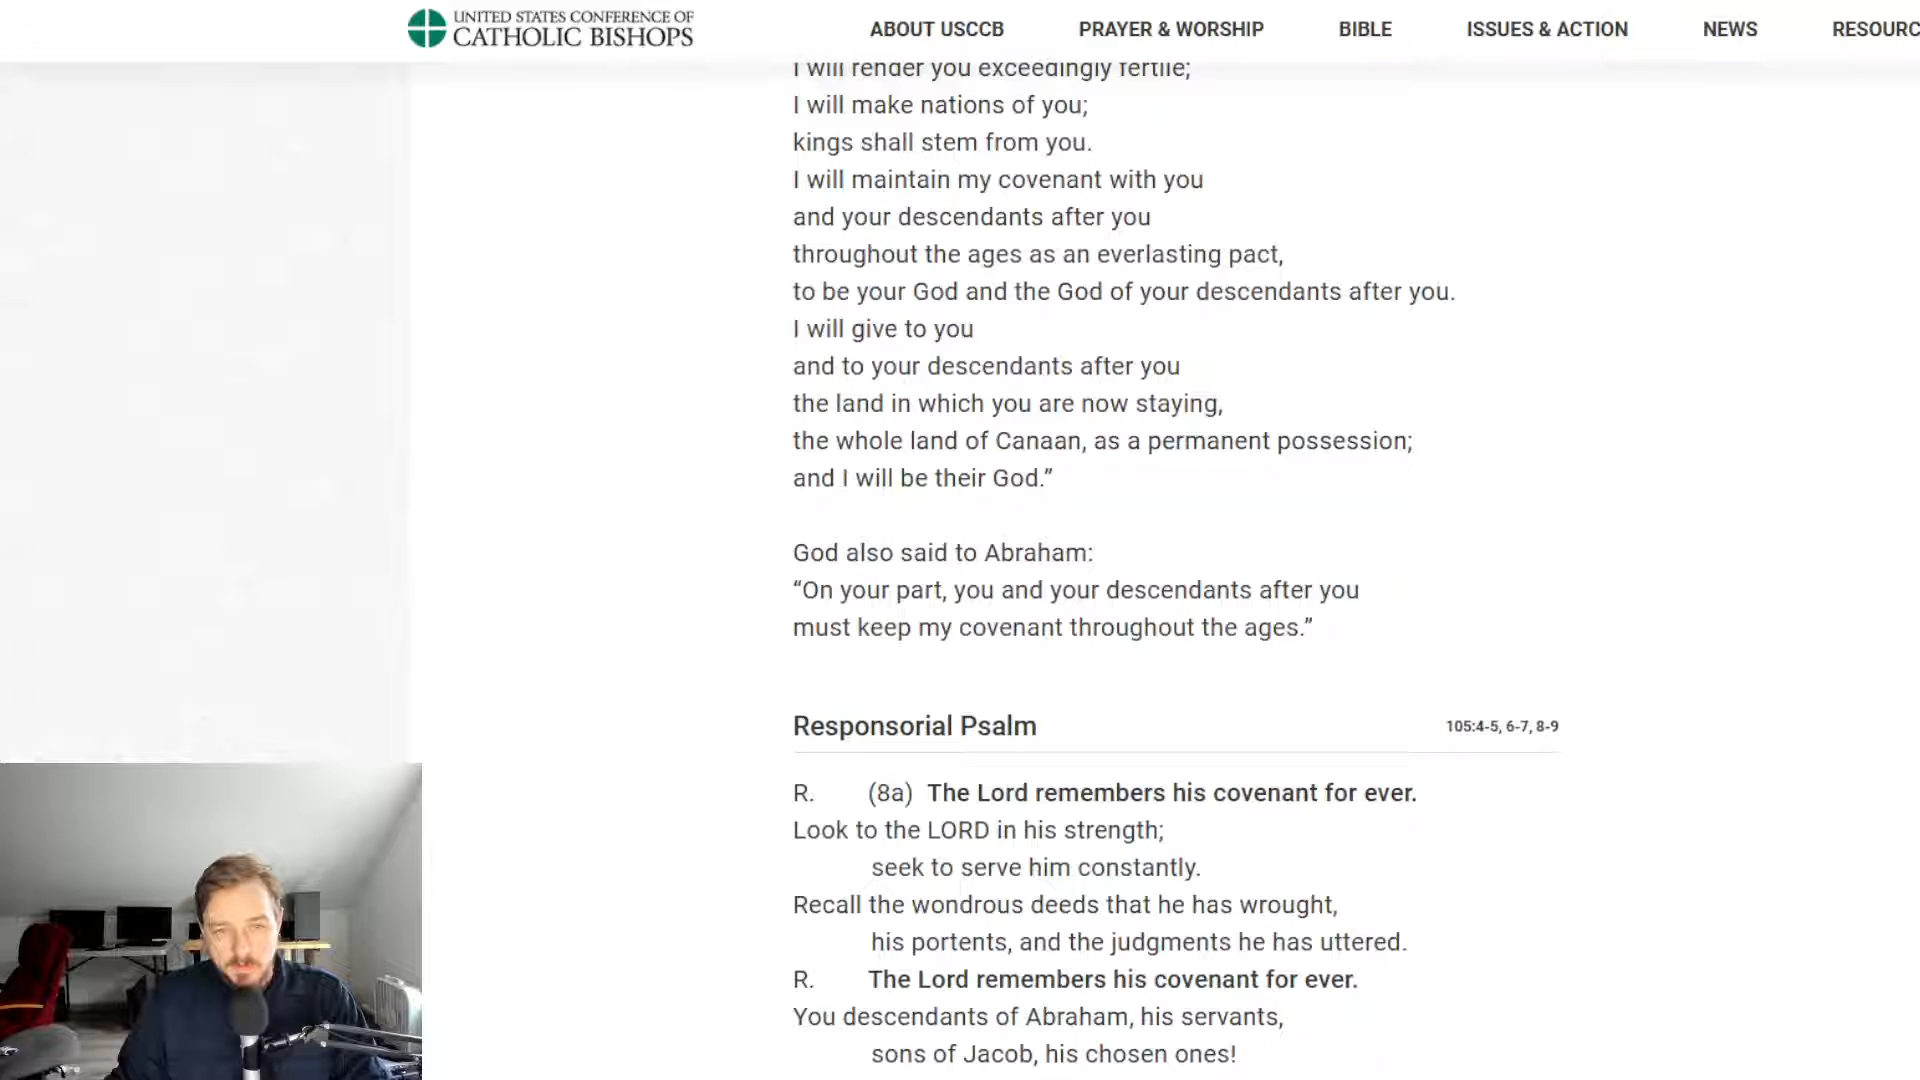 UNITED STATES CONFERENCE OF
CATHOLIC BISHOPS
ABOUT USCCB
PRAYER & WORSHIP
BIBLE
ISSUES & ACTION
NEWS
RESOURC
I will render you exceedingly fertile;
I will make nations of you;
kings shall stem from you.
I will maintain my covenant with you
and your descendants after you
throughout the ages as an everlasting pact,
to be your God and the God of your descendants after you.
I will give to you
and to your descendants after you
the land in which you are now staying,
the whole land of Canaan, as a permanent possession;
and I will be their God.”
God also said to Abraham:
“On your part, you and your descendants after you
must keep my covenant throughout the ages.”
Responsorial Psalm 105:4-5, 6-7, 8-9
R. (8a) The Lord remembers his covenant for ever.
Look to the LORD in his strength;
seek to serve him constantly.
Recall the wondrous deeds that he has wrought,
his portents, and the judgments he has uttered.
R. The Lord remembers his covenant for ever.
You descendants of Abraham, his servants,
sons of Jacob, his chosen ones!